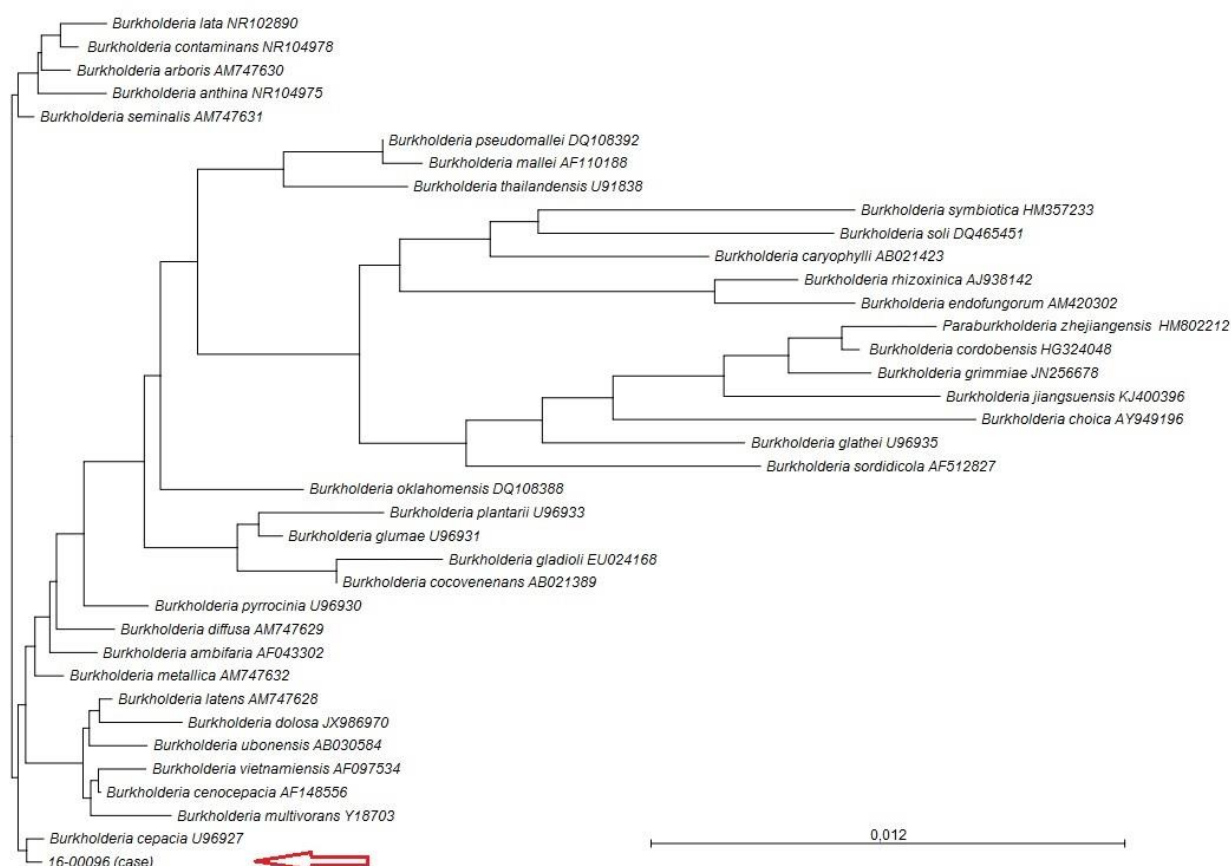 Burkholderia lata NR102890
Burkholderia contaminans NR104978
Burkholderia arboris AM747630
Burkholderia anthina NR104975
Burkholderia seminalis AM747631
Burkholderia pseudomallei DQ108392
Burkholderia mallei AF110188
Burkholderia thailandensis U91838
Burkholderia symbiotica HM357233
Burkholderia soli DQ465451
Burkholderia caryophylli AB021423
Burkholderia rhizoxinica AJ938142
Burkholderia endofungorum AM420302
Paraburkholderia zhejiangensis HM802212
Burkholderia cordobensis HG324048
Burkholderia grimmiae JN256678
Burkholderia jiangsuensis KJ400396
Burkholderia choica AY949196
Burkholderia glathei U96935
Burkholderia sordidicola AF512827
Burkholderia oklahomensis DQ108388
Burkholderia plantarii U96933
Burkholderia glumae U96931
Burkholderia gladioli EU024168
Burkholderia cocovenenans AB021389
Burkholderia pyrrocinia U96930
Burkholderia diffusa AM747629
Burkholderia ambifaria AF043302
Burkholderia metallica AM747632
Burkholderia latens AM747628
Burkholderia dolosa JX986970
Burkholderia ubonensis AB030584
Burkholderia vietnamiensis AF097534
Burkholderia cenocepacia AF148556
Burkholderia multivorans Y18703
Burkholderia cepacia U96927
0,012
16-00096 (case)